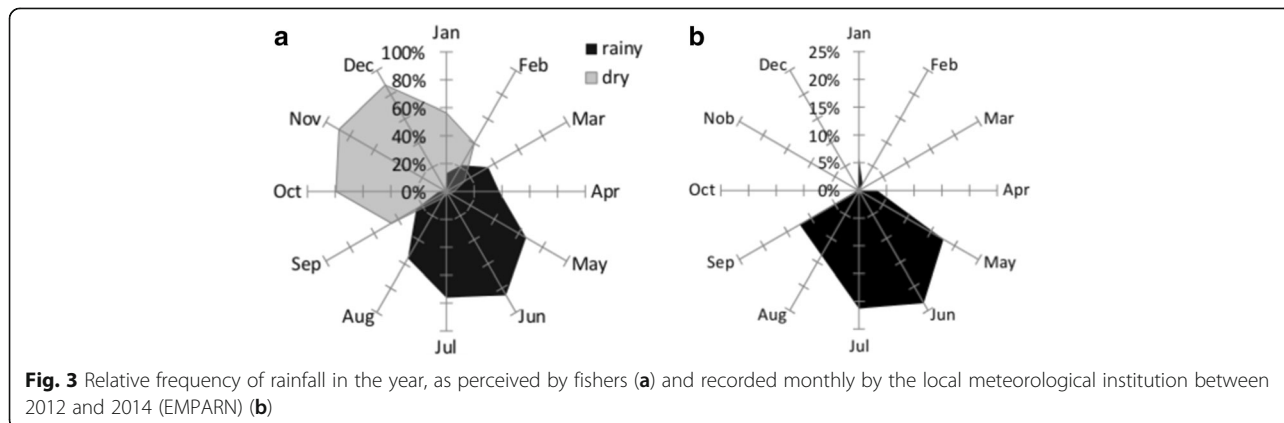 a
b
Jan
100%
80%
60%
40%
20%
0%
Feb
Mar
Apr
May
Jun
Jul
Aug
Sep
Oct
Nov
Dec
rainy
dry
Jan
25%
20%
15%
10%
5%
0%
Feb
Mar
Apr
May
Jun
Jul
Aug
Sep
Oct
Nob
Dec
Fig. 3 Relative frequency of rainfall in the year, as perceived by fishers (a) and recorded monthly by the local meteorological institution between
2012 and 2014 (EMPARN) (b)